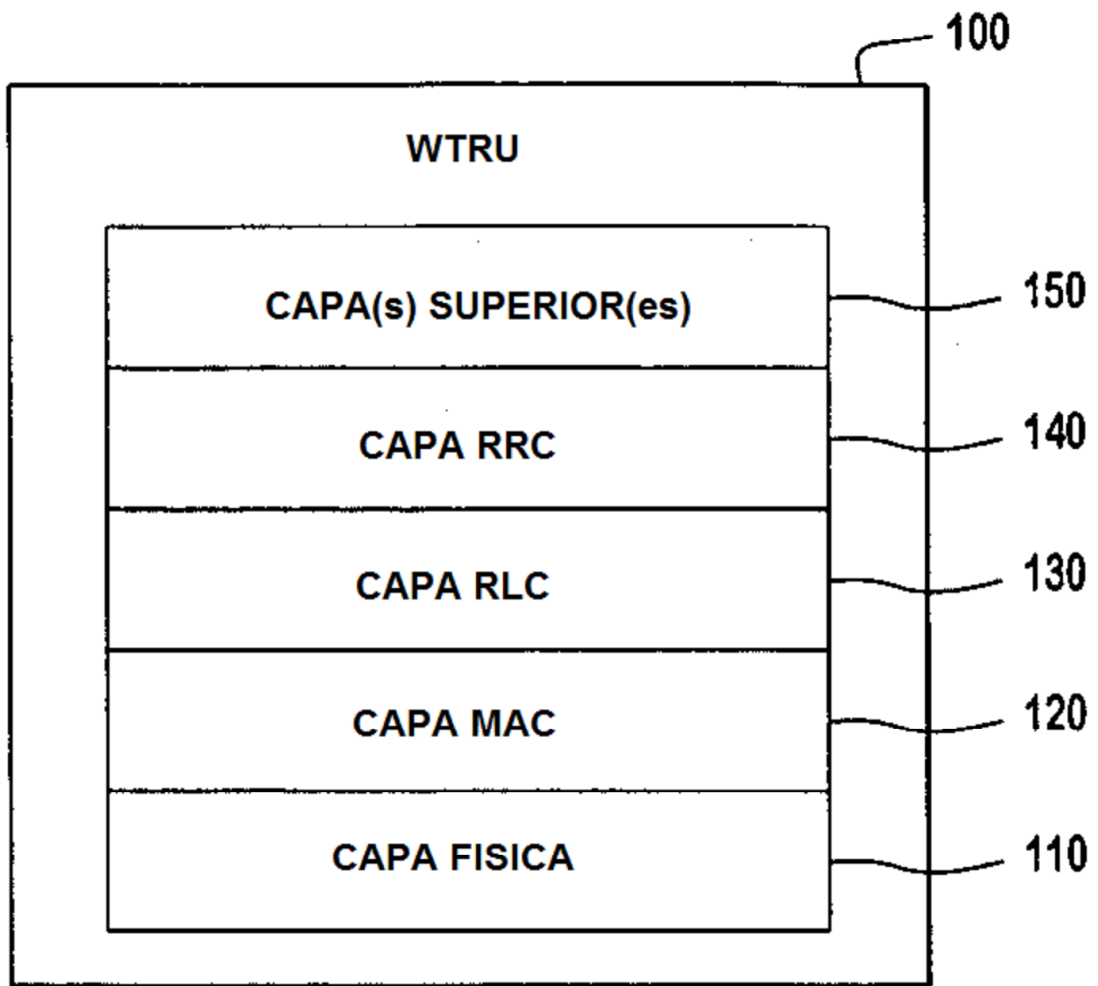 100
WTRU
CAPA(s) SUPERIOR(es)
150
CAPA RRC
140
CAPA RLC
130
CAPA MAC
120
CAPA FISICA
110